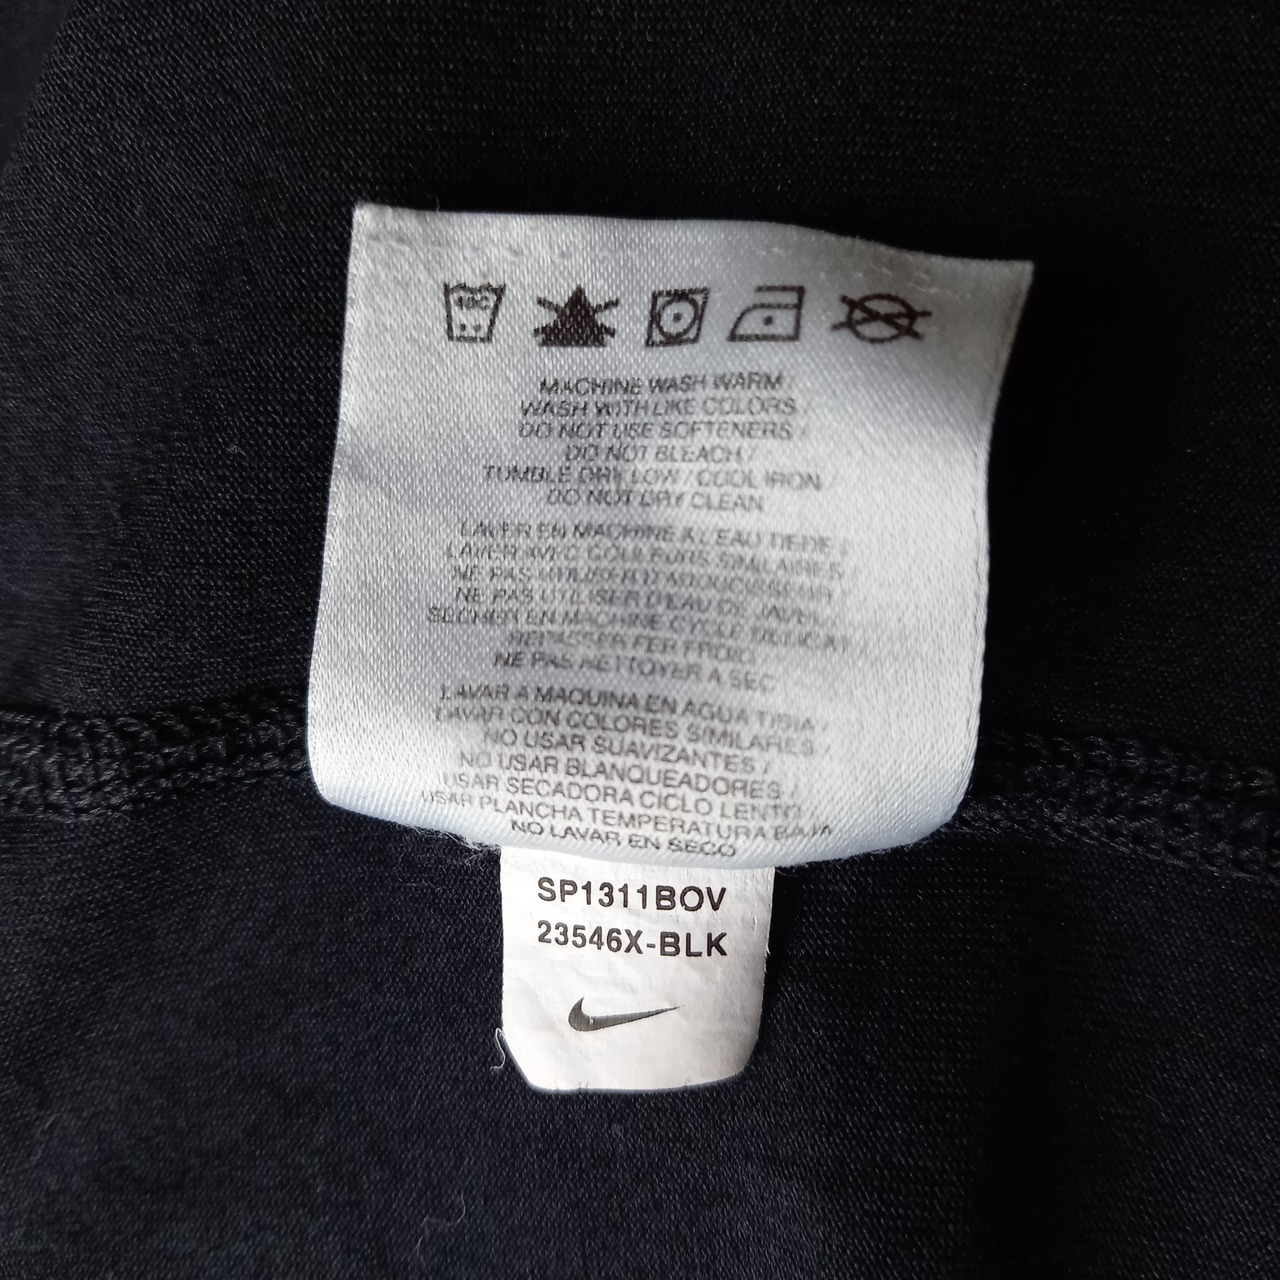 40C
MACHINE WASH WARM /
WASH WITH LIKE COLORS /
DO NOT USE SOFTENERS /
DO NOT BLEACH /
TUMBLE DRY LOW / COOL IRON /
DO NOT DRY CLEAN
LAVER EN MACHINE A L'EAU TIEDE /
LAVER AVEC COULEURS SIMILAIRES /
NE PAS UTILISER D'ADOUCISSEUR /
NE PAS UTILISER D'EAU DE JAVEL
SECHER EN MACHINE CYCLE DELICAT /
REPASSER FER FROID
NE PAS NETTOYER A SEC
LAVAR A MAQUINA EN AGUA TIBIA /
LAVAR CON COLORES SIMILARES /
NO USAR SUAVIZANTES /
NO USAR BLANQUEADORES /
USAR SECADORA CICLO LENTO /
USAR PLANCHA TEMPERATURA BAJA
NO LAVAR EN SECO
SP1311BOV
23546X-BLK